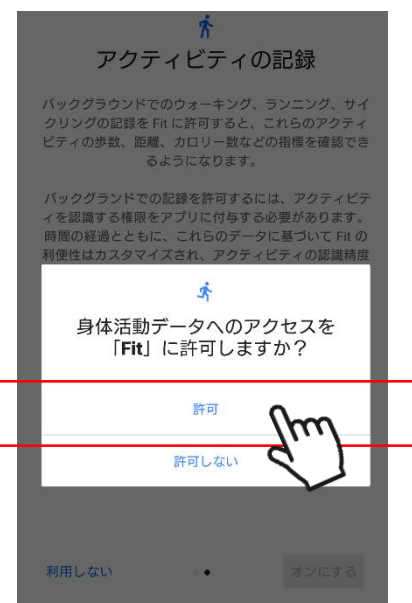 アクティビティの記録
バックグラウンドでのウォーキング、ランニング、サイ
クリングの記録を Fit に許可すると、これらのアクティ
ビティの歩数、距離、カロリー数などの指標を確認でき
るようになります。
バックグランドでの記録を許可するには、アクティビテ
ィを認識する権限をアプリに付与する必要があります。
時間の経過とともに、これらのデータに基づいて Fit の
利便性はカスタマイズされ、アクティビティの認識精度
身体活動データへのアクセスを
「Fit」に許可しますか？
許可
許可しない
利用しない
オンにする